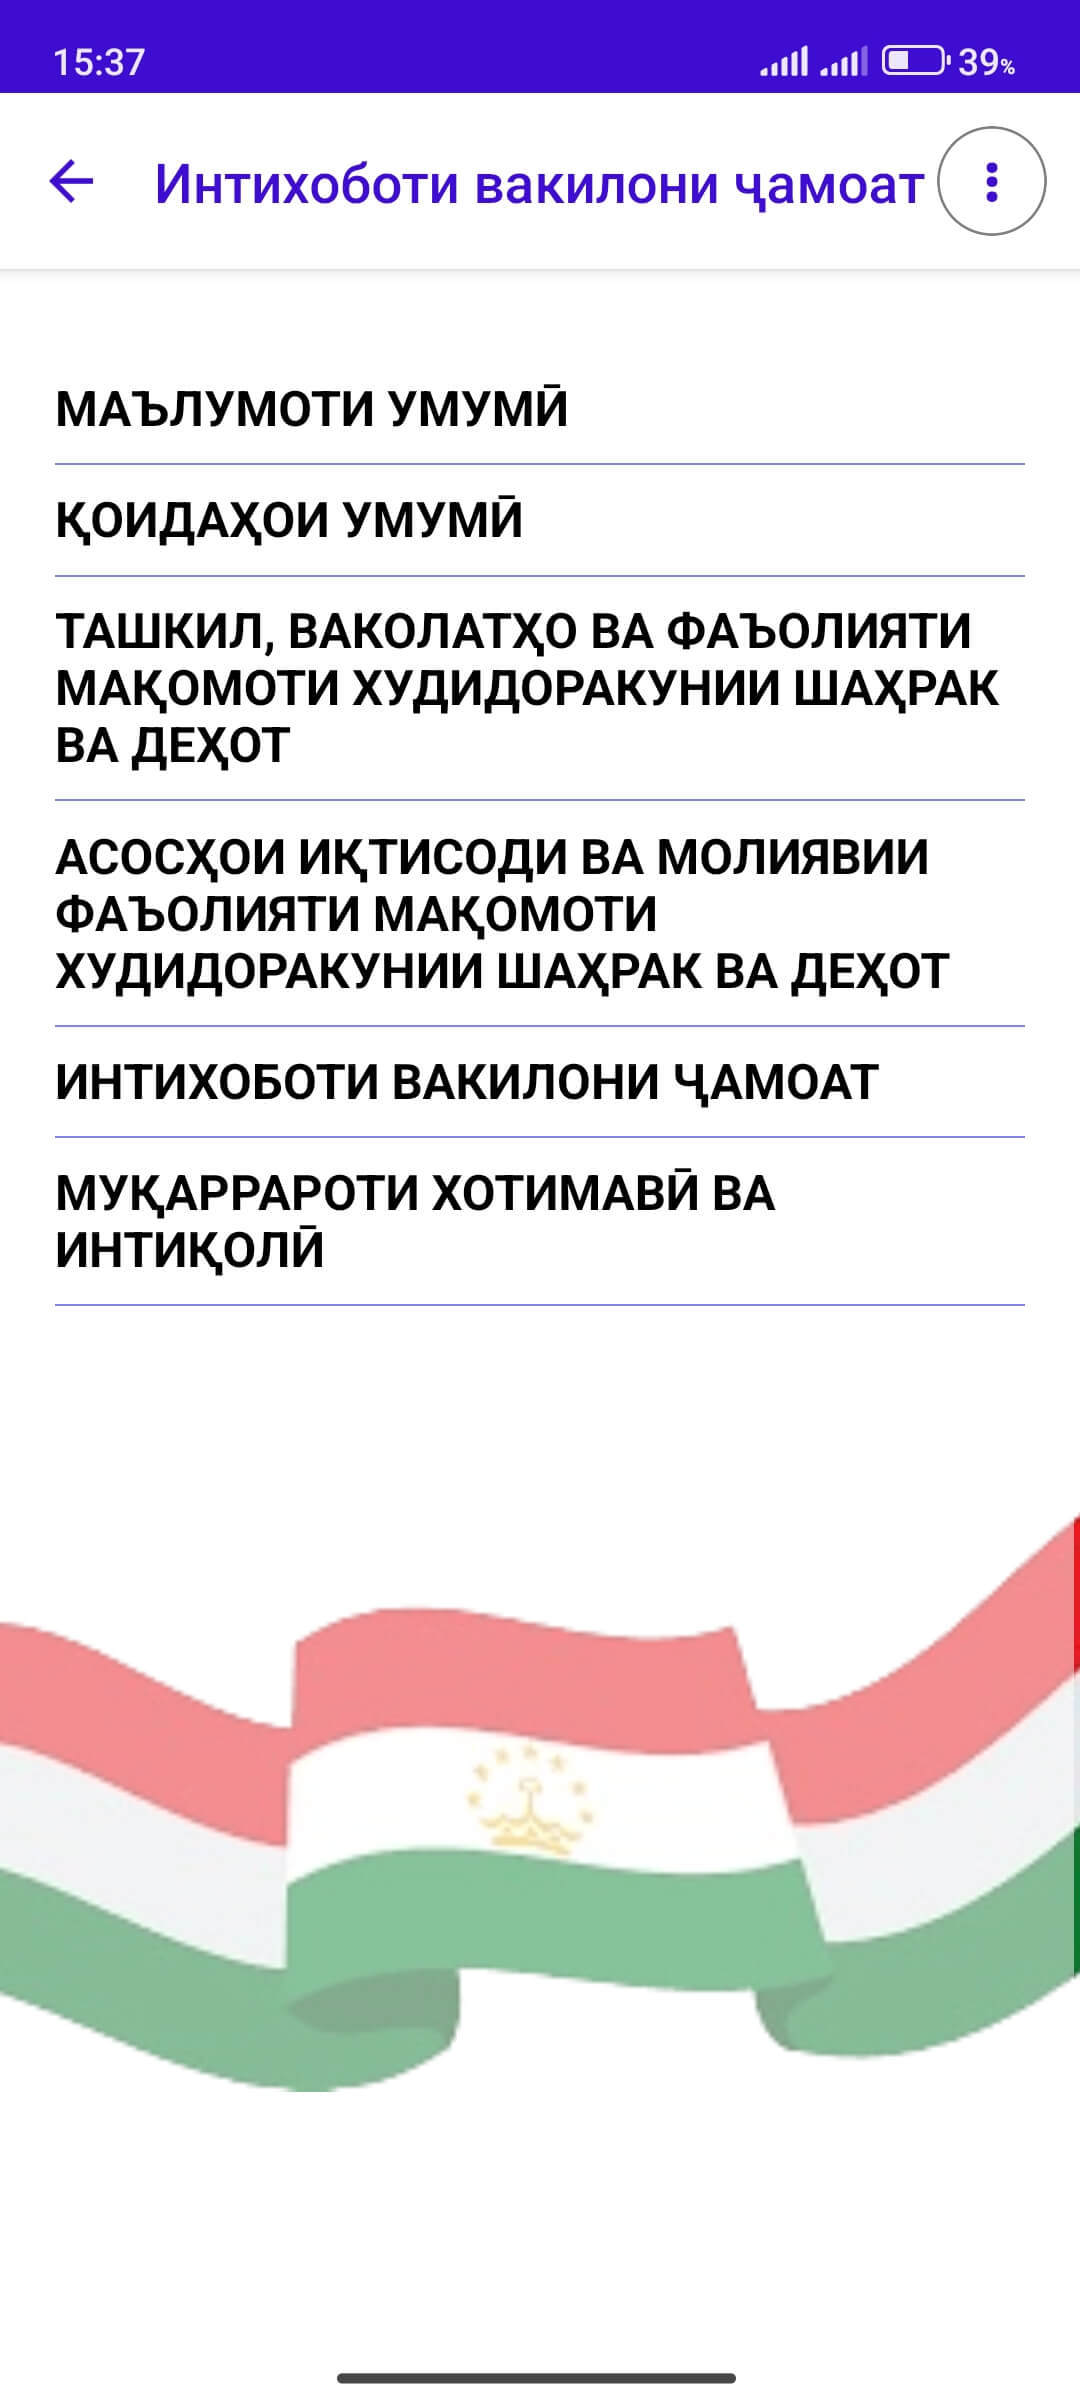 15:37
39%
Интихоботи вакилони ҷамоат
МАЪЛУМОТИ УМУМӢ
ҚОИДАҲОИ УМУМӢ
ТАШКИЛ, ВАКОЛАТҲО ВА ФАЪОЛИЯТИ
МАҚОМОТИ ХУДИДОРАКУНИИ ШАҲРАК
ВА ДЕҲОТ
АСОСҲОИ ИҚТИСОДИ ВА МОЛИЯВИИ
ФАЪОЛИЯТИ МАҚОМОТИ
ХУДИДОРАКУНИИ ШАҲРАК ВА ДЕҲОТ
ИНТИХОБОТИ ВАКИЛОНИ ҶАМОАТ
МУҚАРРАРОТИ ХОТИМАВӢ ВА
ИНТИҚОЛӢ